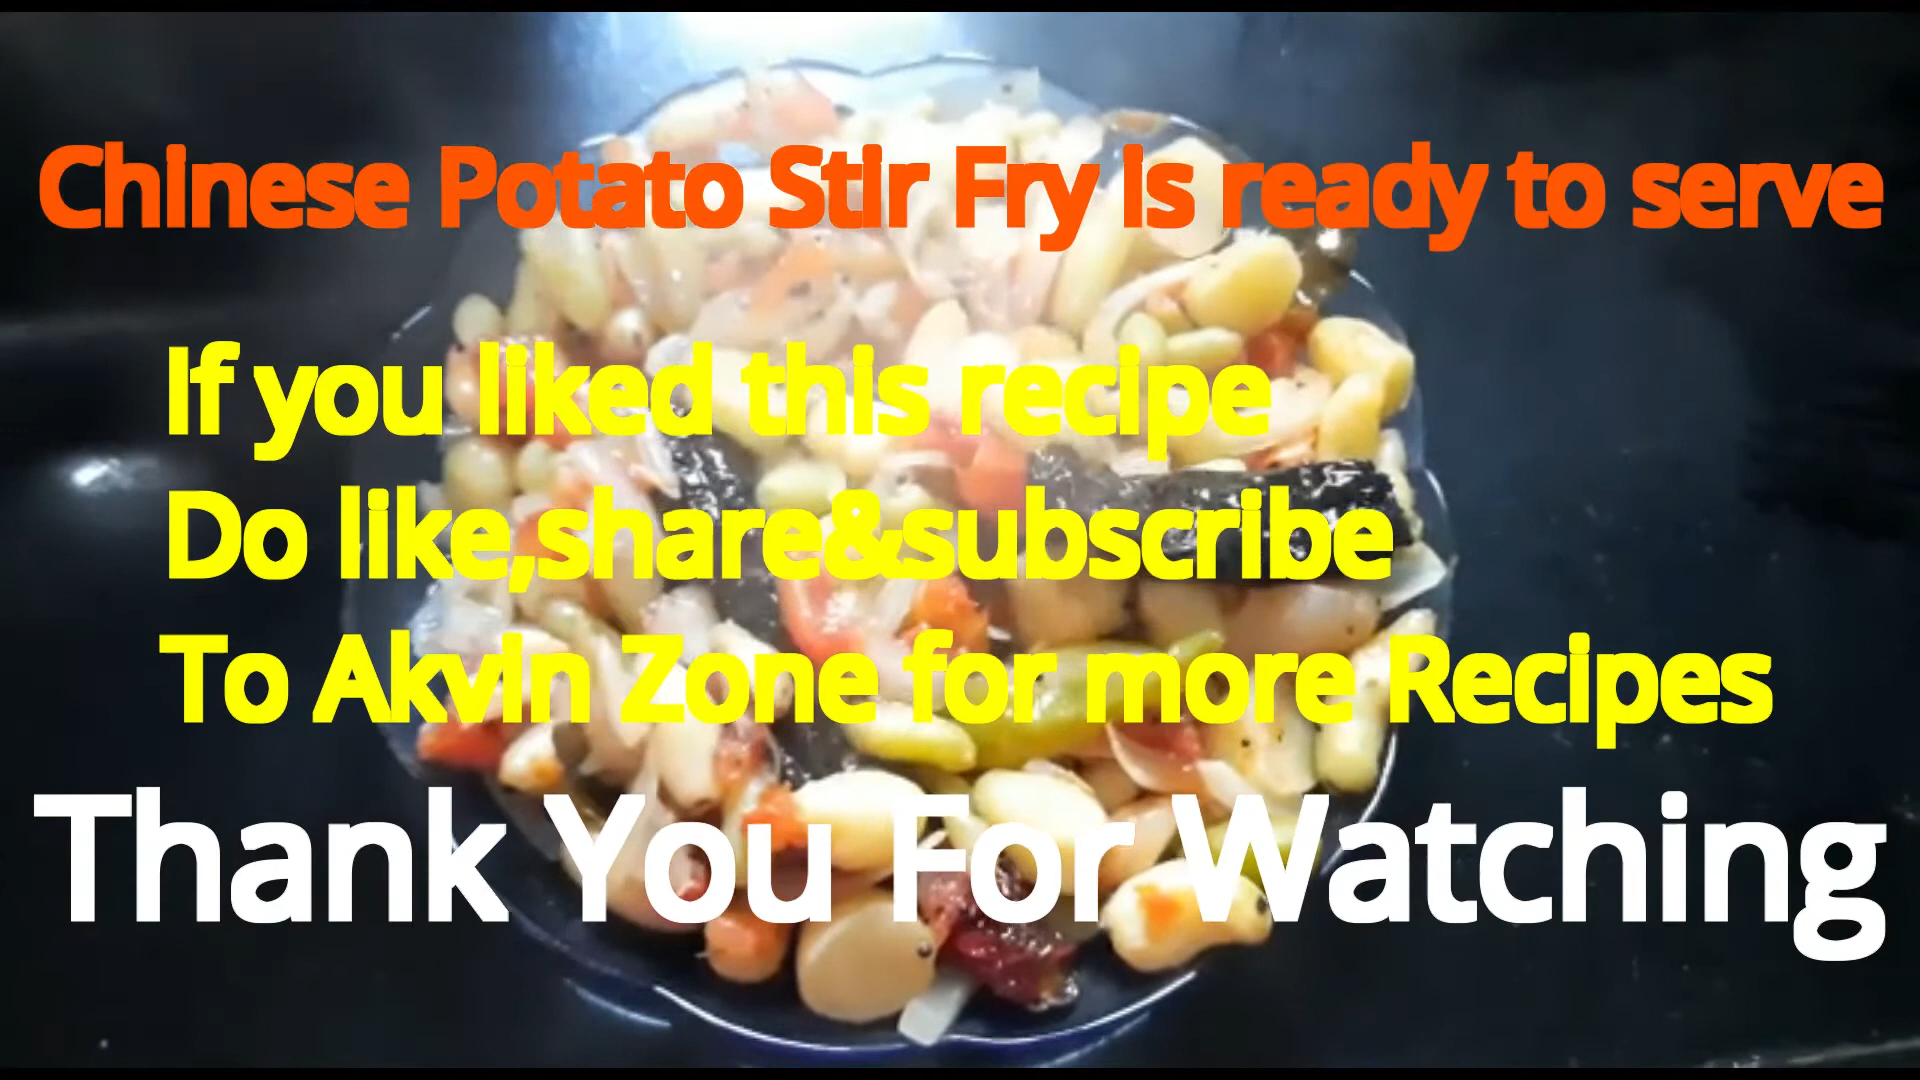 Chinese Potato Stir Fry is ready to serve
If you liked this recipe
Do like,share&subscribe
To Akvin Zone for more Recipes
Thank You For Watching